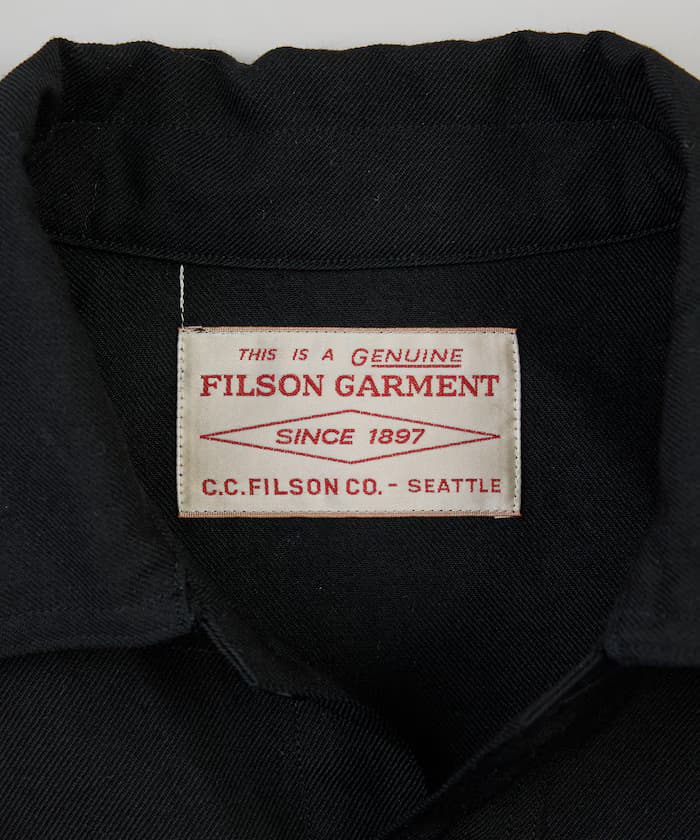 THIS IS A GENUINE
FILSON GARMENT
SINCE 1897
C.C.FILSON CO. - SEATTLE